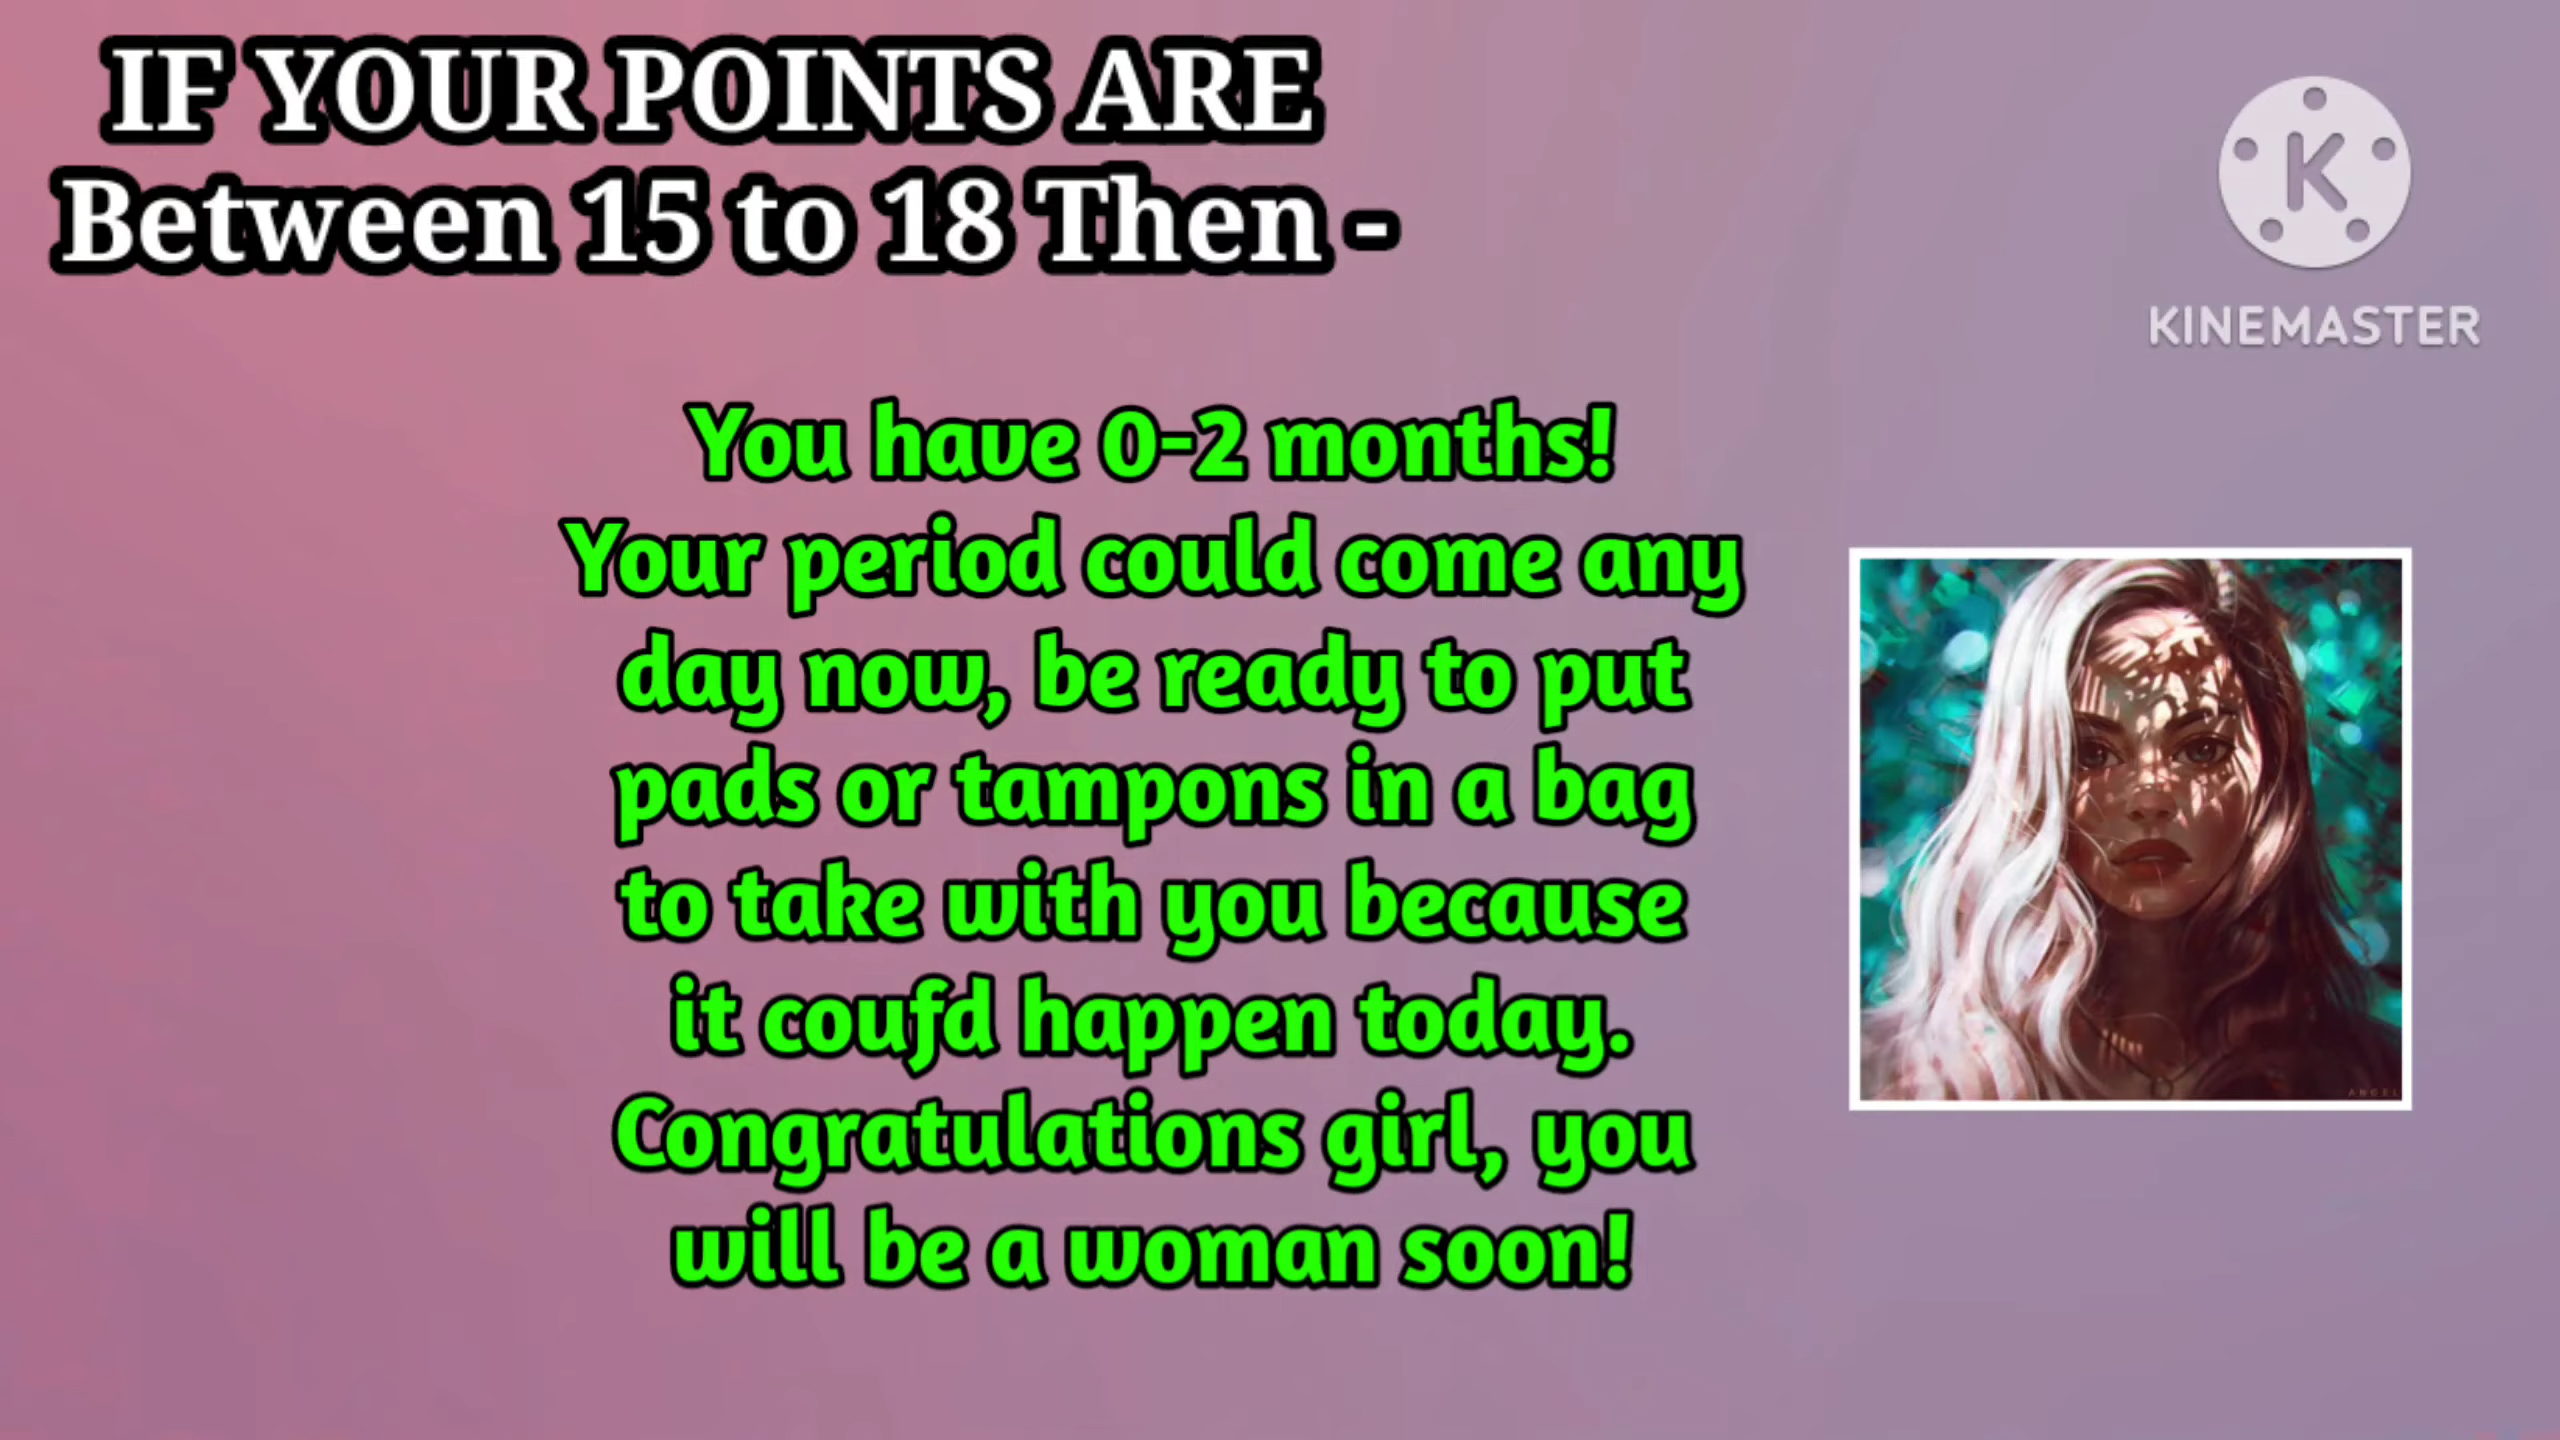 IF YOUR POINTS ARE
Between 15 to 18 Then -
KINEMASTER
You have 0-2 months!
Your period could come any
day now, be ready to put
pads or tampons in a bag
to take with you because
it coufd happen today.
Congratulations girl, you
will be a woman soon!